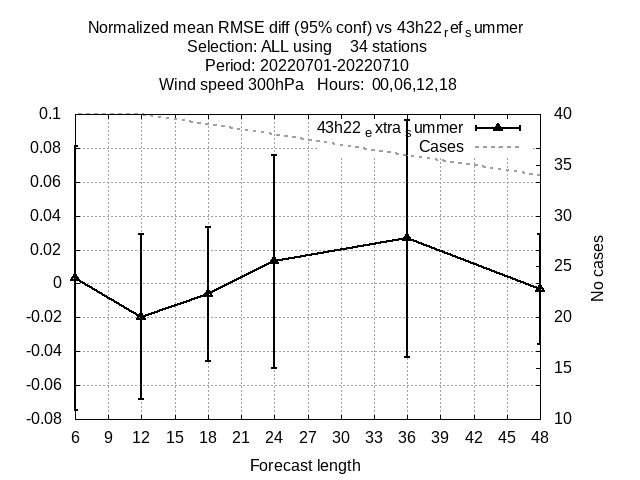 Normalized mean RMSE diff (95% conf) vs 43h22ᵣefₛummer
Selection: ALL using 34 stations
Period: 20220701-20220710
Wind speed 300hPa Hours: 00,06,12,18
43h22ₑxtraₛummer
Cases
0.1
0.08
0.06
0.04
0.02
0
-0.02
-0.04
-0.06
-0.08
40
35
30
25
20
15
10
No cases
6 9 12 15 18 21 24 27 30 33 36 39 42 45 48
Forecast length